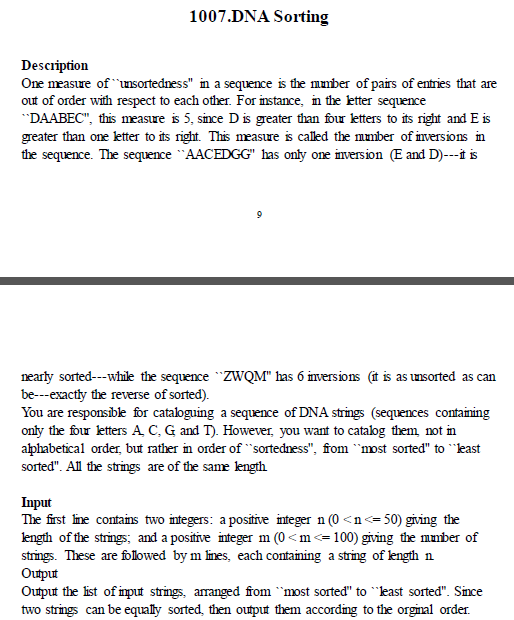 1007.DNA Sorting
Description
One measure of ``unsortedness'' in a sequence is the number of pairs of entries that are
out of order with respect to each other. For instance, in the letter sequence
``DAABEC'', this measure is 5, since D is greater than four letters to its right and E is
greater than one letter to its right. This measure is called the number of inversions in
the sequence. The sequence ``AACEDGG'' has only one inversion (E and D)---it is
9
nearly sorted---while the sequence ``ZWQM'' has 6 inversions (it is as unsorted as can
be---exactly the reverse of sorted).
You are responsible for cataloguing a sequence of DNA strings (sequences containing
only the four letters A, C, G, and T). However, you want to catalog them, not in
alphabetical order, but rather in order of ``sortedness'', from ``most sorted'' to ``least
sorted''. All the strings are of the same length.
Input
The first line contains two integers: a positive integer n (0 < n <= 50) giving the
length of the strings; and a positive integer m (0 < m <= 100) giving the number of
strings. These are followed by m lines, each containing a string of length n.
Output
Output the list of input strings, arranged from ``most sorted'' to ``least sorted''. Since
two strings can be equally sorted, then output them according to the orginal order.